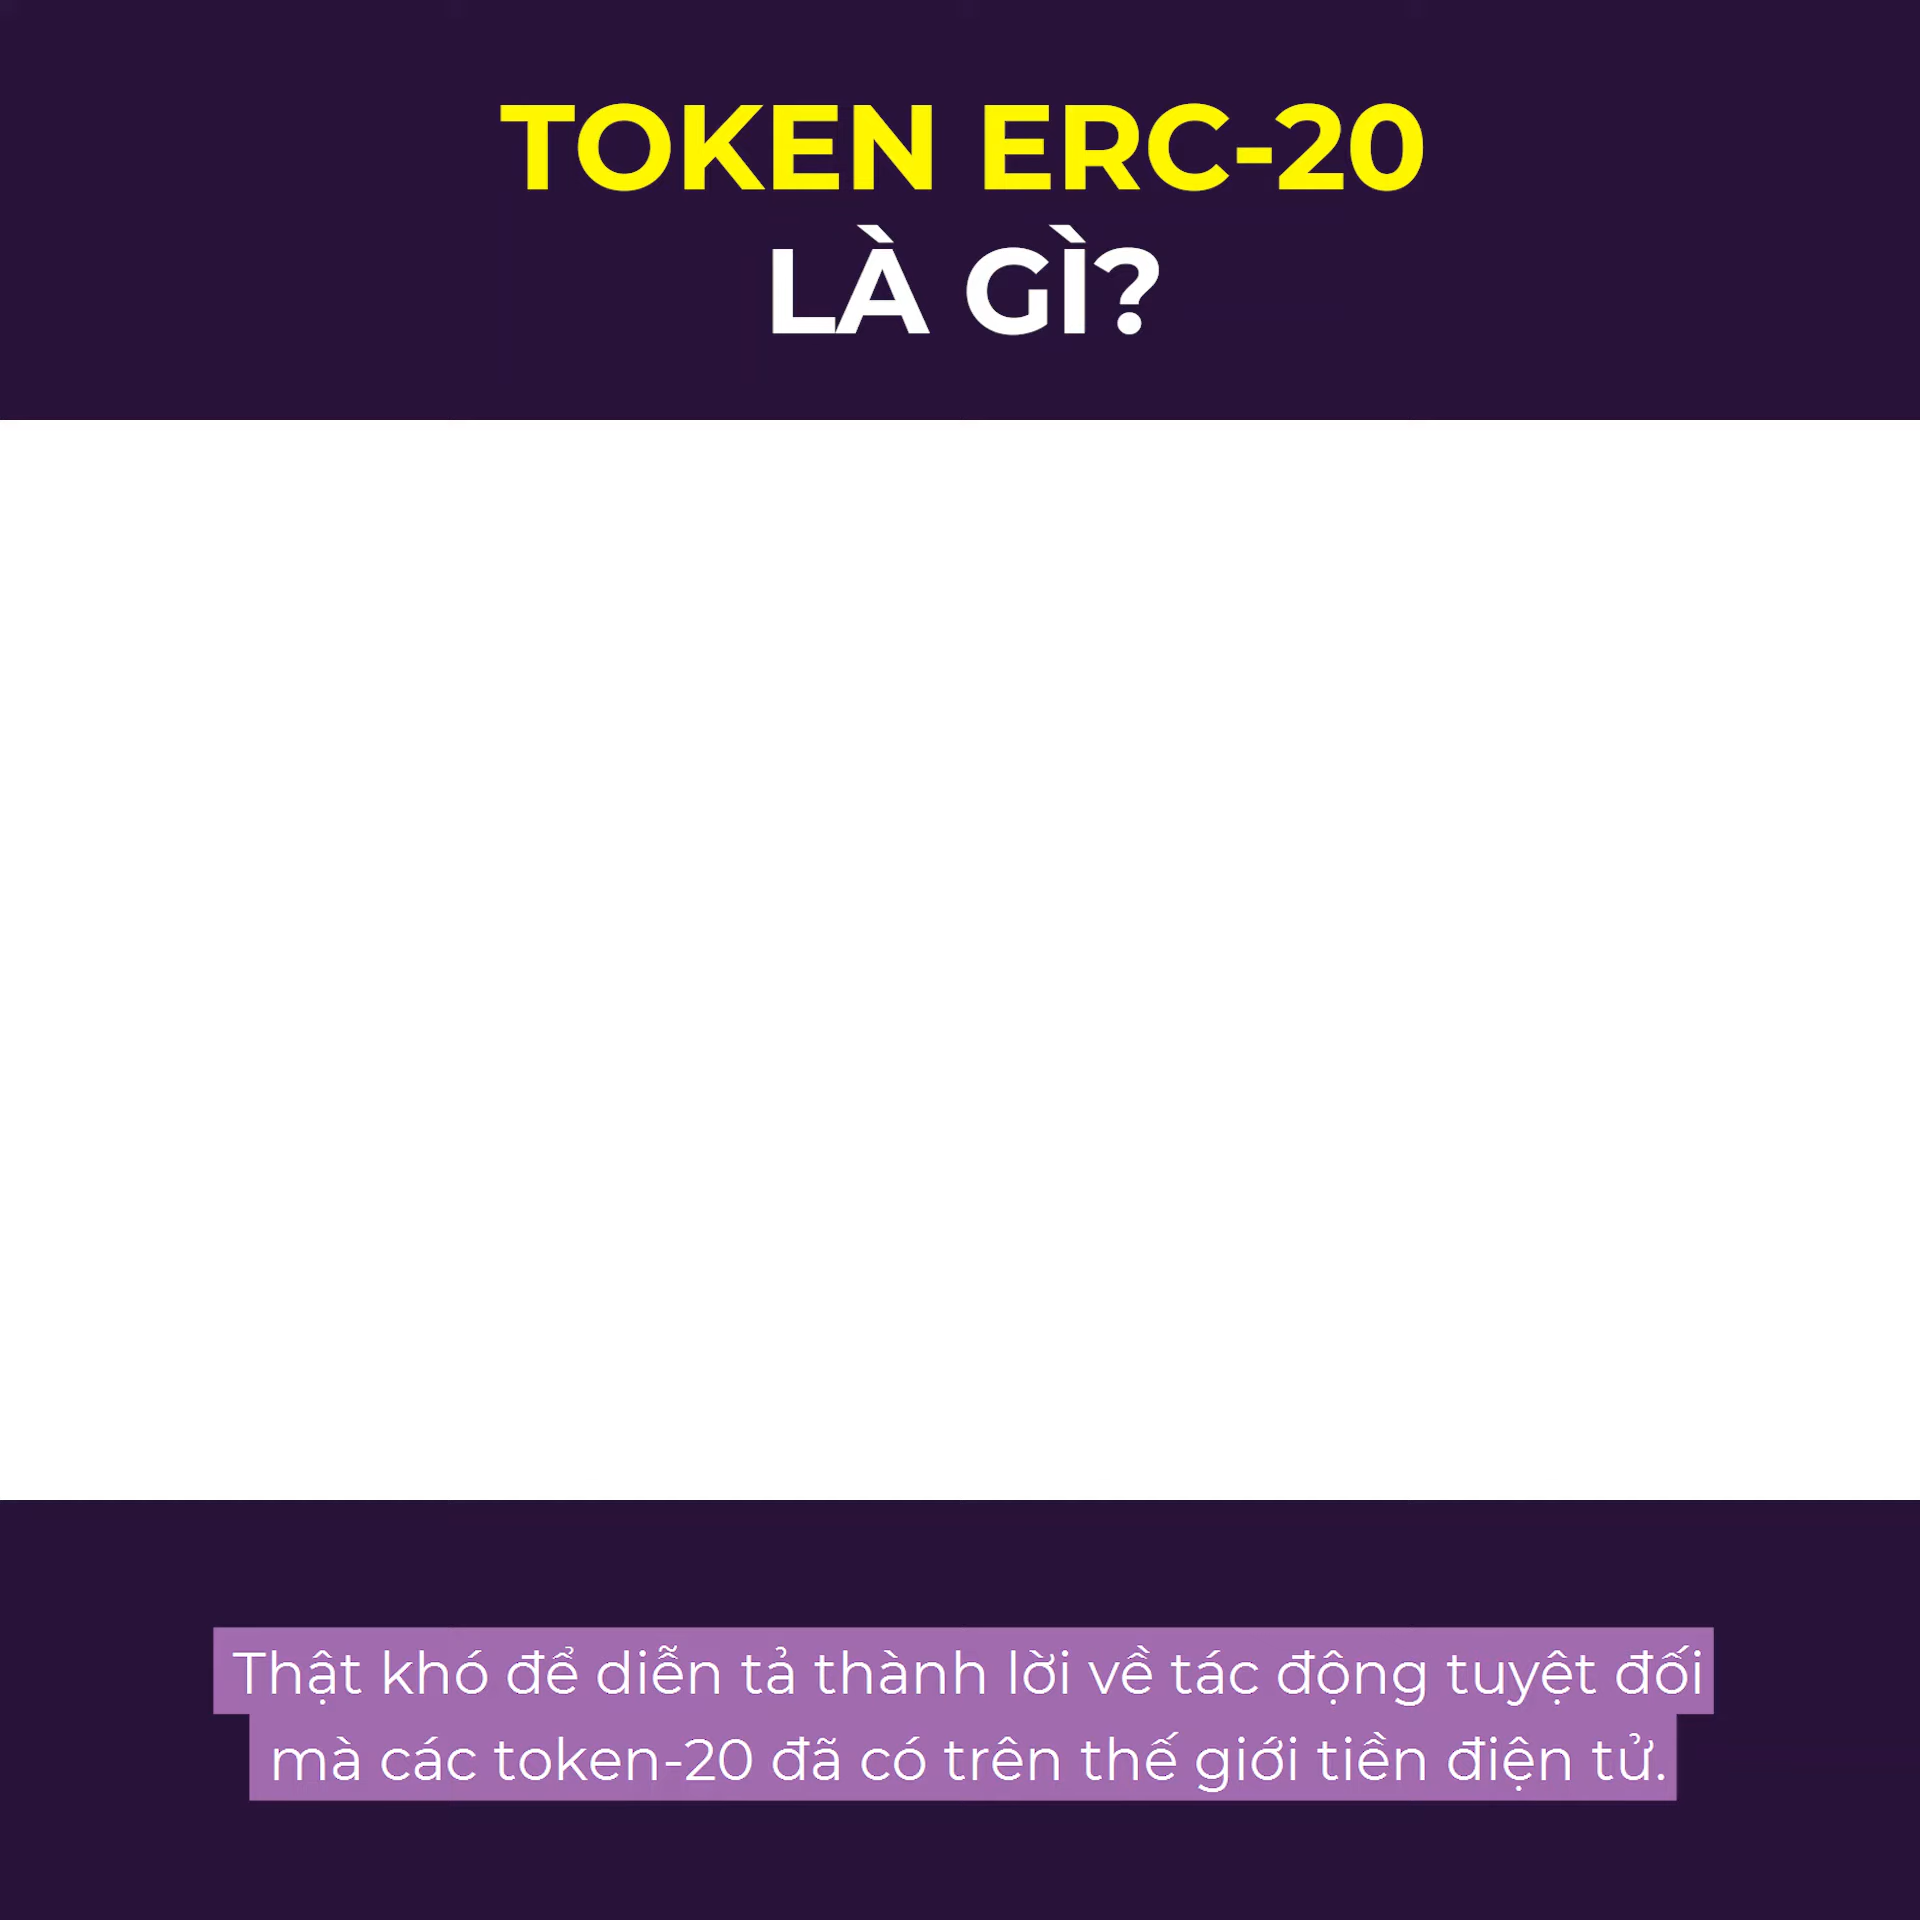 TOKEN ERC-20
LÀ GÌ?
Thật khó để diễn tả thành lời về tác động tuyệt đối
mà các token-20 đã có trên thế giới tiền điện tử.